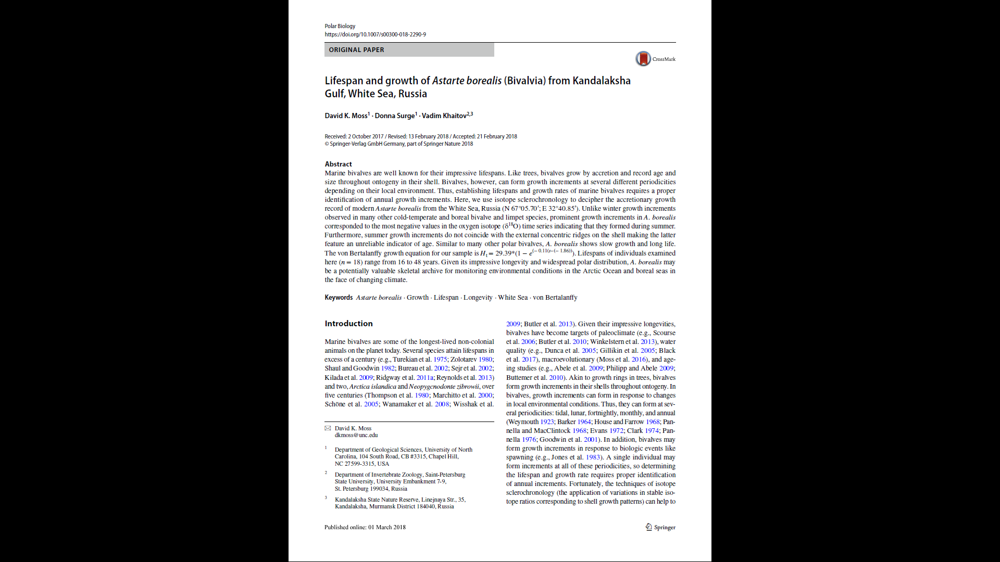 Polar Biology
https://doi.org/10.1007/s00300-018-2290-9
ORIGINAL PAPER
CrossMark
Lifespan and growth of Astarte borealis (Bivalvia) from Kandalaksha
Gulf, White Sea, Russia
David K. Moss1 · Donna Surge1 · Vadim Khaitov2,3
Received: 2 October 2017 / Revised: 13 February 2018 / Accepted: 21 February 2018
© Springer-Verlag GmbH Germany, part of Springer Nature 2018
Abstract
Marine bivalves are well known for their impressive lifespans. Like trees, bivalves grow by accretion and record age and
size throughout ontogeny in their shell. Bivalves, however, can form growth increments at several different periodicities
depending on their local environment. Thus, establishing lifespans and growth rates of marine bivalves requires a proper
identification of annual growth increments. Here, we use isotope sclerochronology to decipher the accretionary growth
record of modern Astarte borealis from the White Sea, Russia (N 67°05.70′; E 32°40.85′). Unlike winter growth increments
observed in many other cold-temperate and boreal bivalve and limpet species, prominent growth increments in A. borealis
corresponded to the most negative values in the oxygen isotope (δ18O) time series indicating that they formed during summer.
Furthermore, summer growth increments do not coincide with the external concentric ridges on the shell making the latter
feature an unreliable indicator of age. Similar to many other polar bivalves, A. borealis shows slow growth and long life.
The von Bertalanffy growth equation for our sample is Ht = 29.39*(1 − e(− 0.11(t−(− 1.86))). Lifespans of individuals examined
here (n = 18) range from 16 to 48 years. Given its impressive longevity and widespread polar distribution, A. borealis may
be a potentially valuable skeletal archive for monitoring environmental conditions in the Arctic Ocean and boreal seas in
the face of changing climate.
Keywords Astarte borealis · Growth · Lifespan · Longevity · White Sea · von Bertalanffy
Introduction
Marine bivalves are some of the longest-lived non-colonial
animals on the planet today. Several species attain lifespans in
excess of a century (e.g., Turekian et al. 1975; Zolotarev 1980;
Shaul and Goodwin 1982; Bureau et al. 2002; Sejr et al. 2002;
Kilada et al. 2009; Ridgway et al. 2011a; Reynolds et al. 2013)
and two, Arctica islandica and Neopygcnodonte zibrowii, over
five centuries (Thompson et al. 1980; Marchitto et al. 2000;
Schöne et al. 2005; Wanamaker et al. 2008; Wisshak et al.
David K. Moss
dkmoss@unc.edu
1 Department of Geological Sciences, University of North
Carolina, 104 South Road, CB #3315, Chapel Hill,
NC 27599-3315, USA
2 Department of Invertebrate Zoology, Saint-Petersburg
State University, University Embankment 7-9,
St. Petersburg 199034, Russia
3 Kandalaksha State Nature Reserve, Linejnaya Str., 35,
Kandalaksha, Murmansk District 184040, Russia
2009; Butler et al. 2013). Given their impressive longevities,
bivalves have become targets of paleoclimate (e.g., Scourse
et al. 2006; Butler et al. 2010; Winkelstern et al. 2013), water
quality (e.g., Dunca et al. 2005; Gillikin et al. 2005; Black
et al. 2017), macroevolutionary (Moss et al. 2016), and age-
ing studies (e.g., Abele et al. 2009; Philipp and Abele 2009;
Buttemer et al. 2010). Akin to growth rings in trees, bivalves
form growth increments in their shells throughout ontogeny. In
bivalves, growth increments can form in response to changes
in local environmental conditions. Thus, they can form at sev-
eral periodicities: tidal, lunar, fortnightly, monthly, and annual
(Weymouth 1923; Barker 1964; House and Farrow 1968; Pan-
nella and MacClintock 1968; Evans 1972; Clark 1974; Pan-
nella 1976; Goodwin et al. 2001). In addition, bivalves may
form growth increments in response to biologic events like
spawning (e.g., Jones et al. 1983). A single individual may
form increments at all of these periodicities, so determining
the lifespan and growth rate requires proper identification
of annual increments. Fortunately, the techniques of isotope
sclerochronology (the application of variations in stable iso-
tope ratios corresponding to shell growth patterns) can help to
Published online: 01 March 2018
Springer